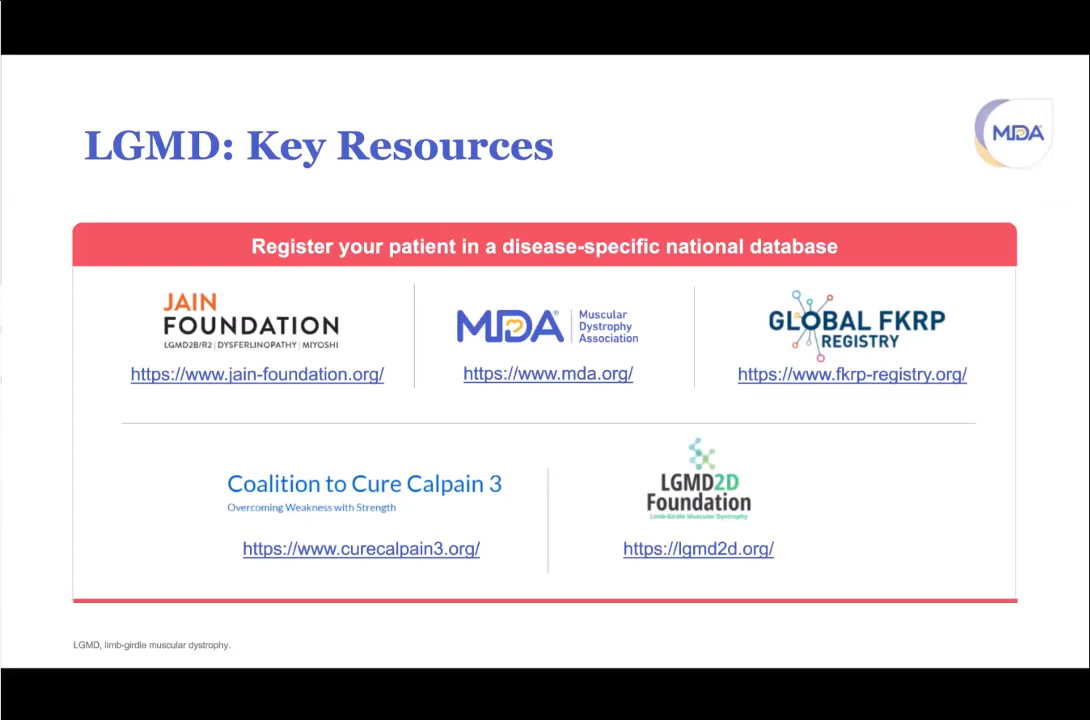 LGMD: Key Resources
MDA
Register your patient in a disease-specific national database
JAIN
FOUNDATION
LGMD2B/R2 | DYSFERLINOPATHY | MIYOSHI
https://www.jain-foundation.org/
MDA® Muscular
Dystrophy
Association
https://www.mda.org/
GLOBAL FKRP
REGISTRY
https://www.fkrp-registry.org/
Coalition to Cure Calpain 3
Overcoming Weakness with Strength
https://www.curecalpain3.org/
LGMD2D
Foundation
Limb-Girdle Muscular Dystrophy
https://lgmd2d.org/
LGMD, limb-girdle muscular dystrophy.